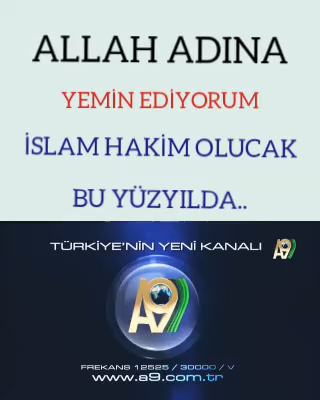 ALLAH ADINA
YEMİN EDİYORUM
İSLAM HAKİM OLUCAK
BU YÜZYILDA..
TÜRKİYE'NİN YENİ KANALI
A9
A9
FREKANS 12525 / 30000 / V
www.a9.com.tr